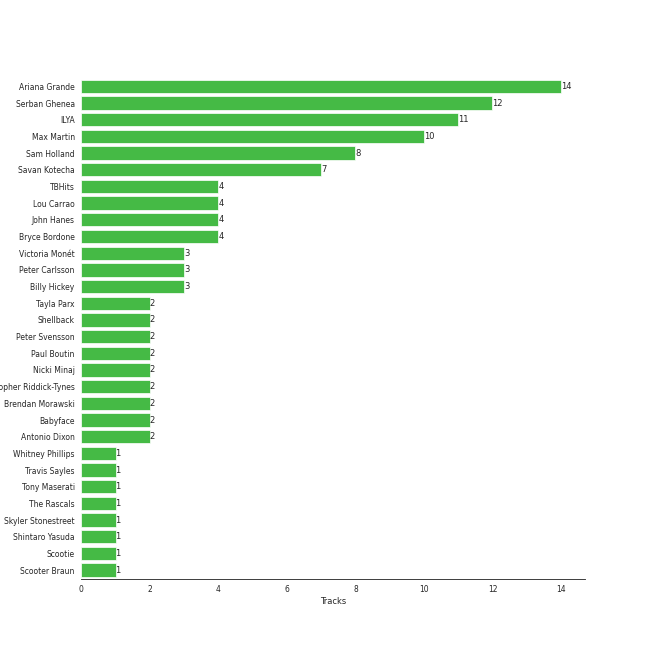 Ariana Grande 14
Serban Ghenea 12
ILYA 11
Max Martin 10
Sam Holland 8
Savan Kotecha 7
TBHits 4
Lou Carrao 4
John Hanes 4
Bryce Bordone 4
Victoria Monét 3
Peter Carlsson 3
Billy Hickey 3
Tayla Parx 2
Shellback 2
Peter Svensson 2
Paul Boutin 2
Nicki Minaj 2
opher Riddick-Tynes 2
Brendan Morawski 2
Babyface 2
Antonio Dixon 2
Whitney Phillips 1
Travis Sayles 1
Tony Maserati 1
The Rascals 1
Skyler Stonestreet 1
Shintaro Yasuda 1
Scootie 1
Scooter Braun 1
0 2 4 6 8 10 12 14
Tracks